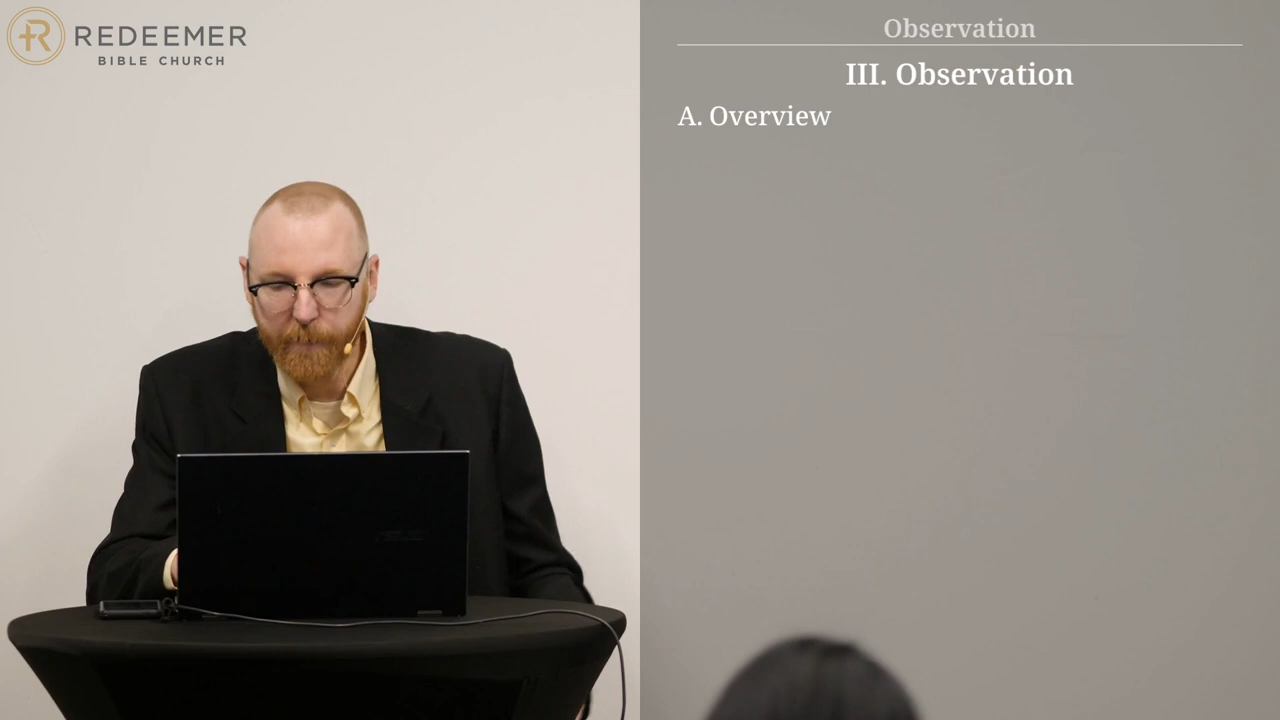 REDEEMER
BIBLE CHURCH
Observation
III. Observation
A. Overview